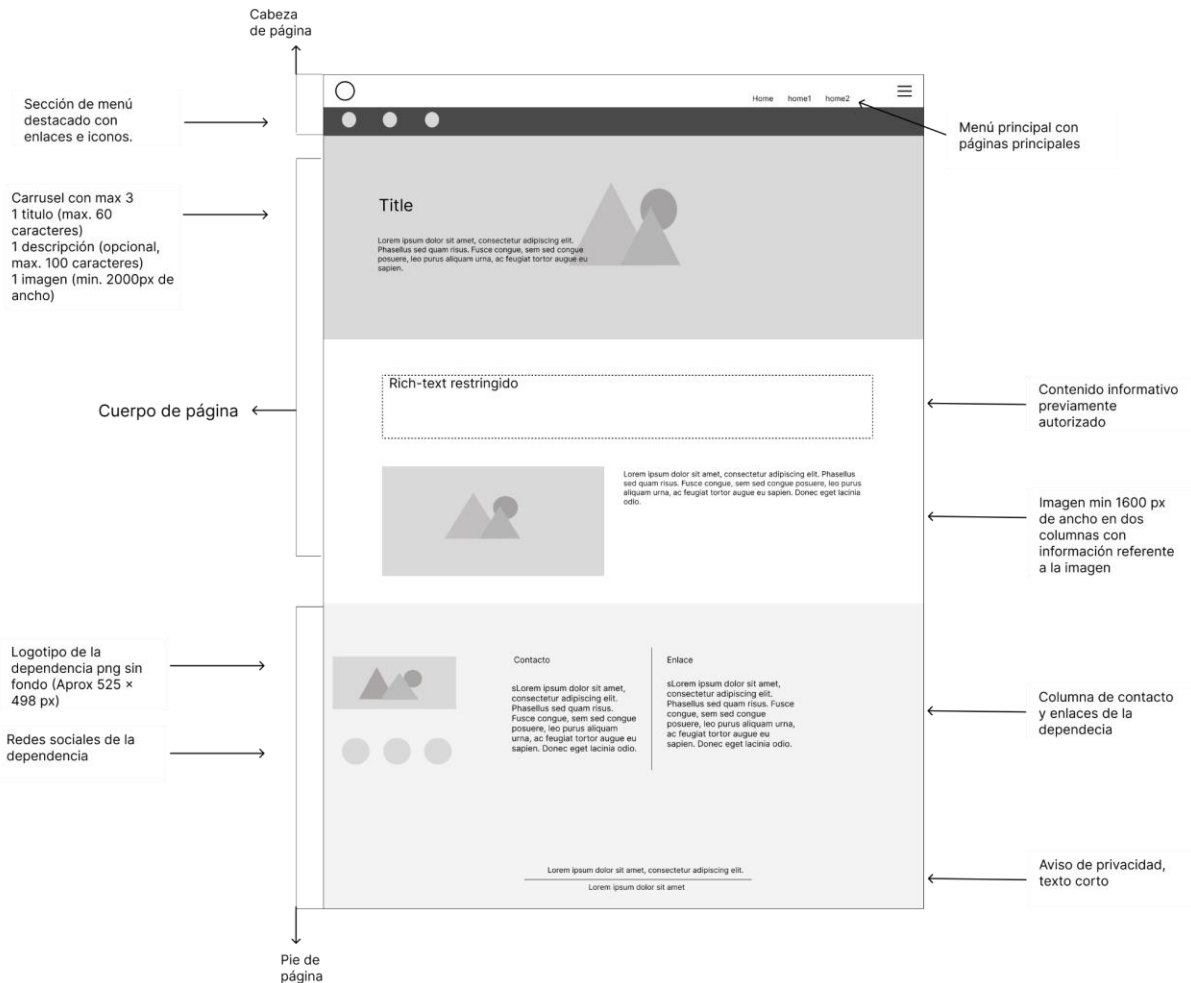 Cabeza
de página
Sección de menú
destacado con
enlaces e iconos.
Home home1 home2
Menú principal con
páginas principales
Carrusel con max 3
1 titulo (max. 60
caracteres)
1 descripción (opcional,
max. 100 caracteres)
1 imagen (min. 2000px de
ancho)
Title
Lorem ipsum dolor sit amet, consectetur adipiscing elit.
Phasellus sed quam risus. Fusce congue, sem sed congue
posuere, leo purus aliquam urna, ac feugiat tortor augue eu
sapien.
Cuerpo de página
Rich-text restringido
Contenido informativo
previamente
autorizado
Lorem ipsum dolor sit amet, consectetur adipiscing elit. Phasellus
sed quam risus. Fusce congue, sem sed congue posuere, leo purus
aliquam urna, ac feugiat tortor augue eu sapien. Donec eget lacinia
odio.
Imagen min 1600 px
de ancho en dos
columnas con
información referente
a la imagen
Logotipo de la
dependencia png sin
fondo (Aprox 525 ×
498 px)
Redes sociales de la
dependencia
Contacto
sLorem ipsum dolor sit amet,
consectetur adipiscing elit.
Phasellus sed quam risus.
Fusce congue, sem sed congue
posuere, leo purus aliquam
urna, ac feugiat tortor augue eu
sapien. Donec eget lacinia odio.
Enlace
sLorem ipsum dolor sit amet,
consectetur adipiscing elit.
Phasellus sed quam risus. Fusce
congue, sem sed congue
posuere, leo purus aliquam urna,
ac feugiat tortor augue eu
sapien. Donec eget lacinia odio.
Columna de contacto
y enlaces de la
dependecia
Lorem ipsum dolor sit amet, consectetur adipiscing elit.
Lorem ipsum dolor sit amet
Aviso de privacidad,
texto corto
Pie de
página